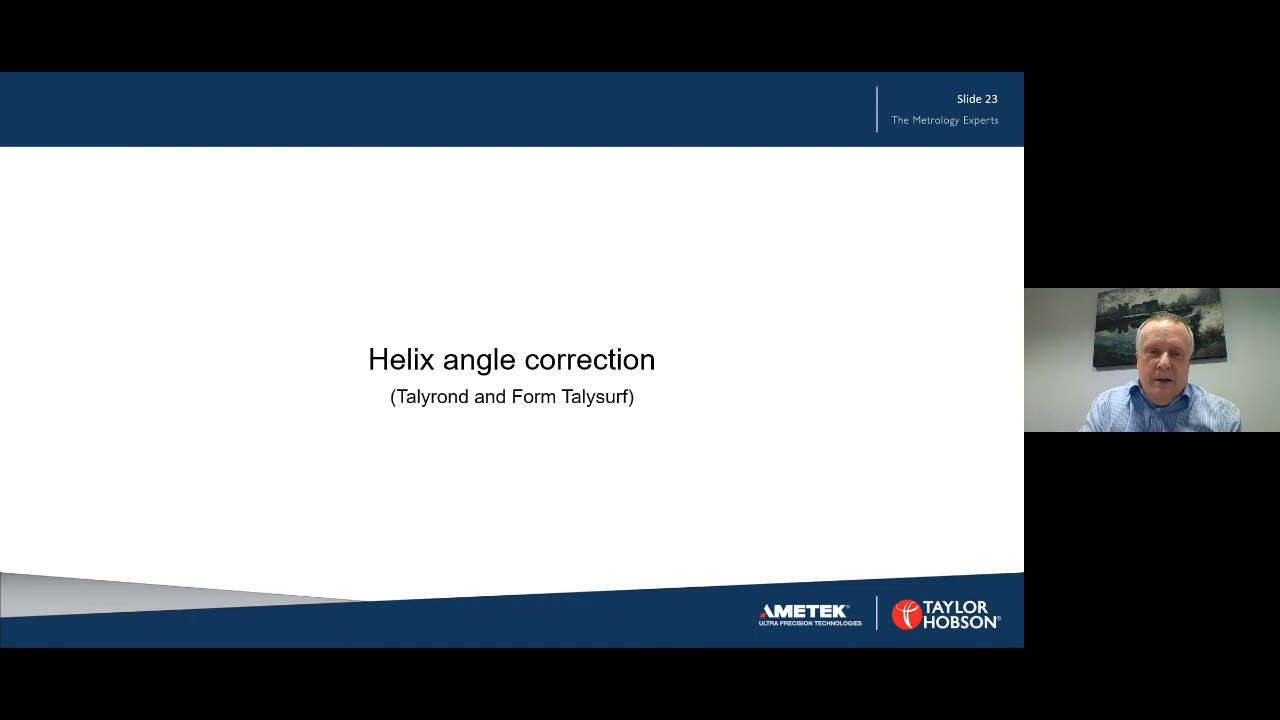 Slide 23
The Metrology Experts
Helix angle correction
(Talyrond and Form Talysurf)
AMETEK®
ULTRA PRECISION TECHNOLOGIES
TAYLOR
HOBSON®